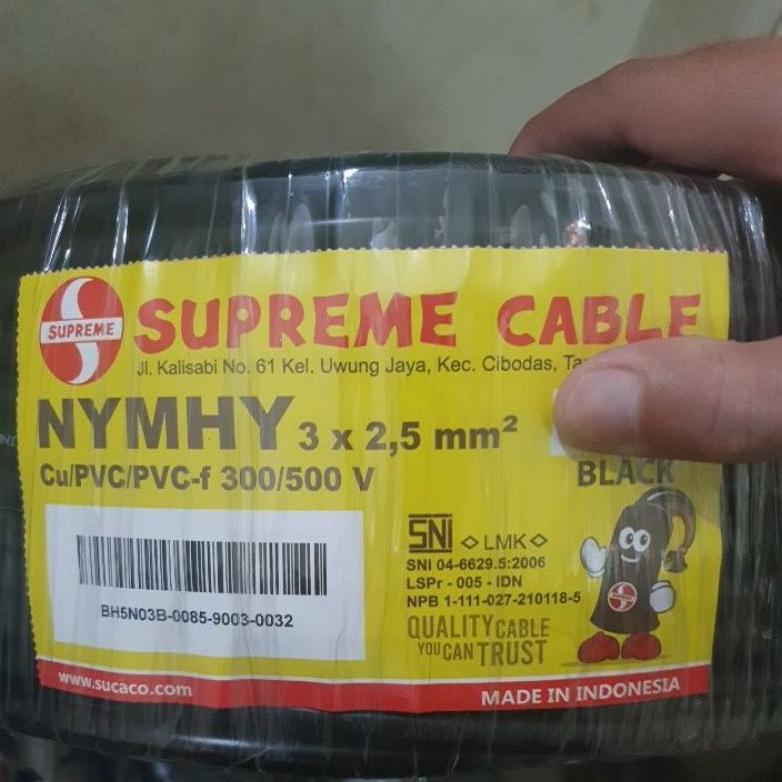 SUPREME
SUPREME CABLE
Jl. Kalisabi No. 61 Kel. Uwung Jaya, Kec. Cibodas,
NYMHY 3 x 2,5 mm²
Cu/PVC/PVC-f 300/500 V
BLACK
SNI LMK
SNI 04-6629.5:2006
LSPr - 005 - IDN
NPB 1-111-027-210118-5
BH5N03B-0085-9003-0032
QUALITY CABLE
YOU CAN TRUST
www.sucaco.com
MADE IN INDONESIA